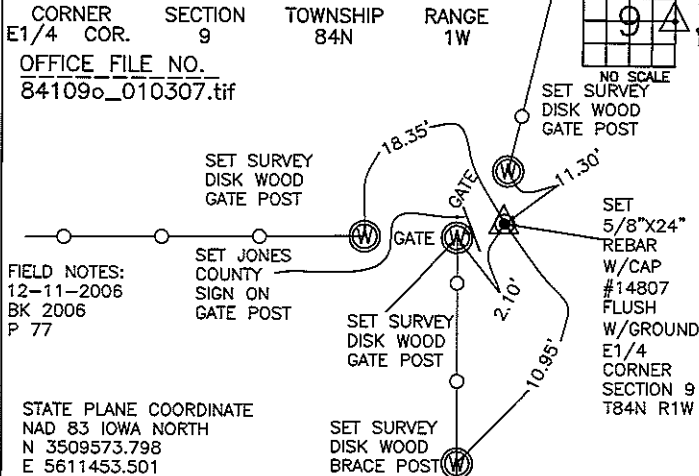 CORNER SECTION TOWNSHIP RANGE
E1/4 COR. 9 84N 1W
OFFICE FILE NO.
84109o_010307.tif
9
NO SCALE
SET SURVEY
DISK WOOD
GATE POST
18.35'
11.30'
SET SURVEY
DISK WOOD
GATE POST
W
GATE
W
GATE
W
SET JONES
COUNTY
SIGN ON
GATE POST
FIELD NOTES:
12-11-2006
BK 2006
P 77
2.10'
SET
5/8"X24"
REBAR
W/CAP
#14807
FLUSH
W/GROUND
E1/4
CORNER
SECTION 9
T84N R1W
SET SURVEY
DISK WOOD
GATE POST
10.95'
STATE PLANE COORDINATE
NAD 83 IOWA NORTH
N 3509573.798
E 5611453.501
SET SURVEY
DISK WOOD
BRACE POST
W